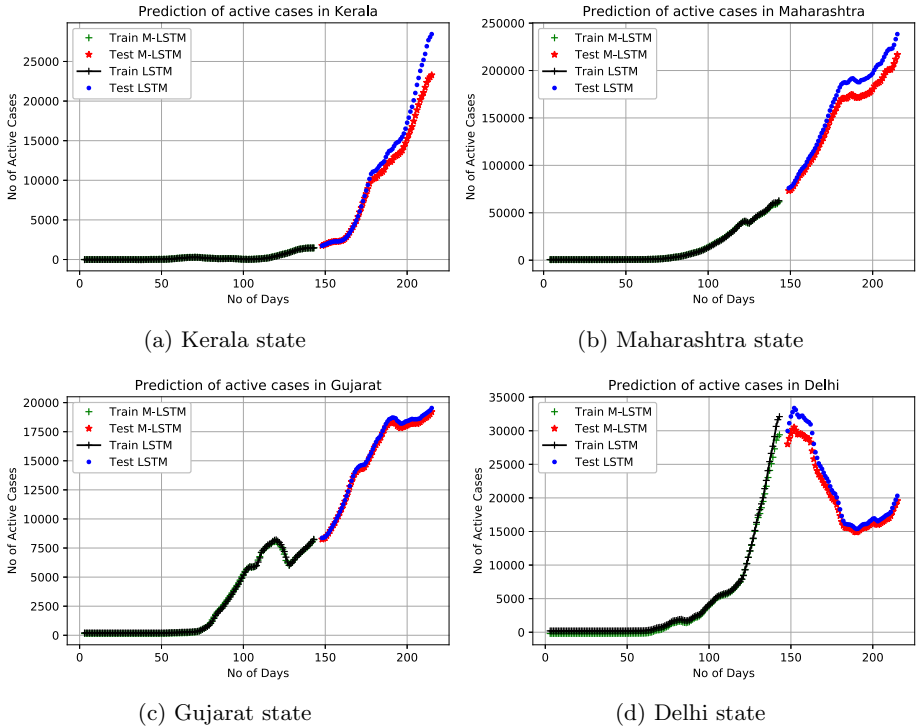 Prediction of active cases in Kerala
No of Active Cases
25000
20000
15000
10000
5000
0
Train M-LSTM
Test M-LSTM
Train LSTM
Test LSTM
0 50 100 150 200
No of Days
(a) Kerala state
Prediction of active cases in Maharashtra
No of Active Cases
250000
200000
150000
100000
50000
0
Train M-LSTM
Test M-LSTM
Train LSTM
Test LSTM
0 50 100 150 200
No of Days
(b) Maharashtra state
Prediction of active cases in Gujarat
No of Active Cases
20000
17500
15000
12500
10000
7500
5000
2500
0
Train M-LSTM
Test M-LSTM
Train LSTM
Test LSTM
0 50 100 150 200
No of Days
(c) Gujarat state
Prediction of active cases in Delhi
No of Active Cases
35000
30000
25000
20000
15000
10000
5000
0
Train M-LSTM
Test M-LSTM
Train LSTM
Test LSTM
0 50 100 150 200
No of Days
(d) Delhi state